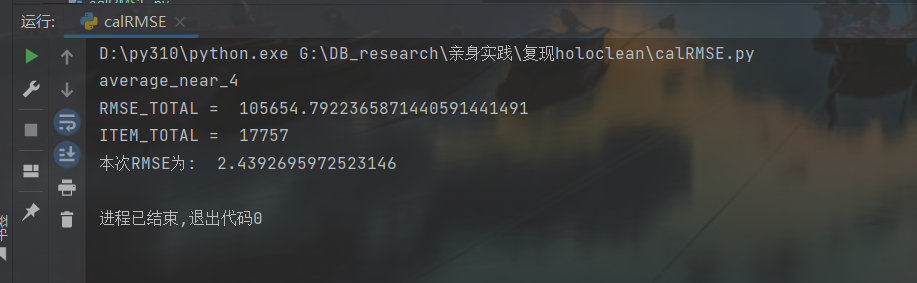 运行:
calRMSE
D:\py310\python.exe G:\DB_research\亲身实践\复现holoclean\calRMSE.py
average_near_4
RMSE_TOTAL =  105654.7922365871440591441491
ITEM_TOTAL =  17757
本次RMSE为:  2.4392695972523146
进程已结束,退出代码0